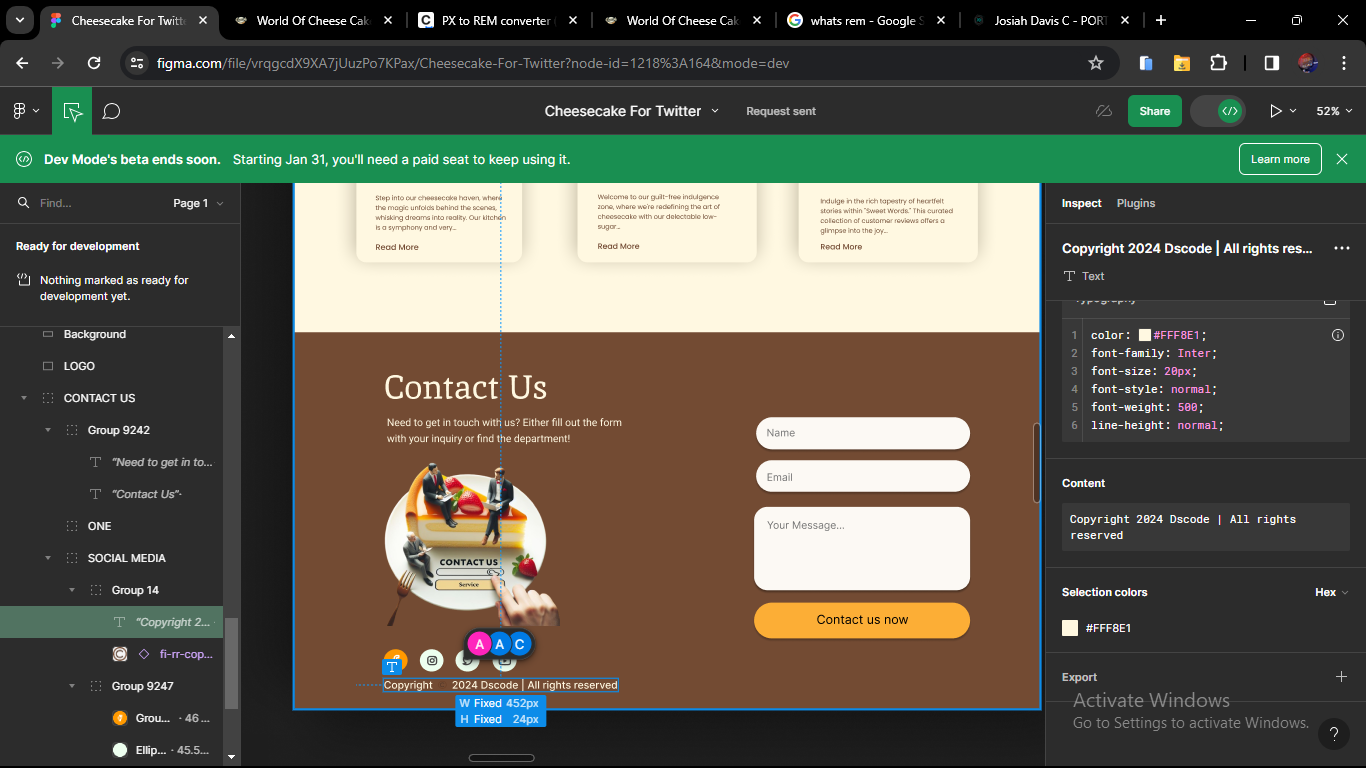 Cheesecake For Twitte
World Of Cheese Cak
PX to REM converter
World Of Cheese Cak
whats rem - Google S
Josiah Davis C - POR
figma.com/file/vrqgcdX9XA7jUuzPo7KPax/Cheesecake-For-Twitter?node-id=1218%3A164&mode=dev
Cheesecake For Twitter
Request sent
Share
52%
Dev Mode's beta ends soon. Starting Jan 31, you'll need a paid seat to keep using it.
Learn more
Find...
Page 1
Ready for development
Nothing marked as ready for
development yet.
Background
LOGO
CONTACT US
Group 9242
"Need to get in to...
"Contact Us"
ONE
SOCIAL MEDIA
Group 14
"Copyright 2...
fi-rr-cop...
Group 9247
Grou... · 46...
Ellip... · 45.5...
Step into our cheesecake haven, where
the magic unfolds behind the scenes,
whisking dreams into reality. Our kitchen
is a symphony and very...
Read More
Welcome to our guilt-free indulgence
zone, where we're redefining the art of
cheesecake with our delectable low-
sugar...
Read More
Indulge in the rich tapestry of heartfelt
stories within "Sweet Words." This curated
collection of customer reviews offers a
glimpse into the joy...
Read More
Contact Us
Need to get in touch with us? Either fill out the form
with your inquiry or find the department!
CONTACT US
Service
Name
Email
Your Message...
Contact us now
A A C
T
Copyright 2024 Dscode | All rights reserved
W Fixed 452px
H Fixed 24px
Inspect
Plugins
Copyright 2024 Dscode | All rights res...
Text
Typography
1 color: #FFF8E1;
2 font-family: Inter;
3 font-size: 20px;
4 font-style: normal;
5 font-weight: 500;
6 line-height: normal;
Content
Copyright 2024 Dscode | All rights
reserved
Selection colors
Hex
#FFF8E1
Export
Activate Windows
Go to Settings to activate Windows.
?